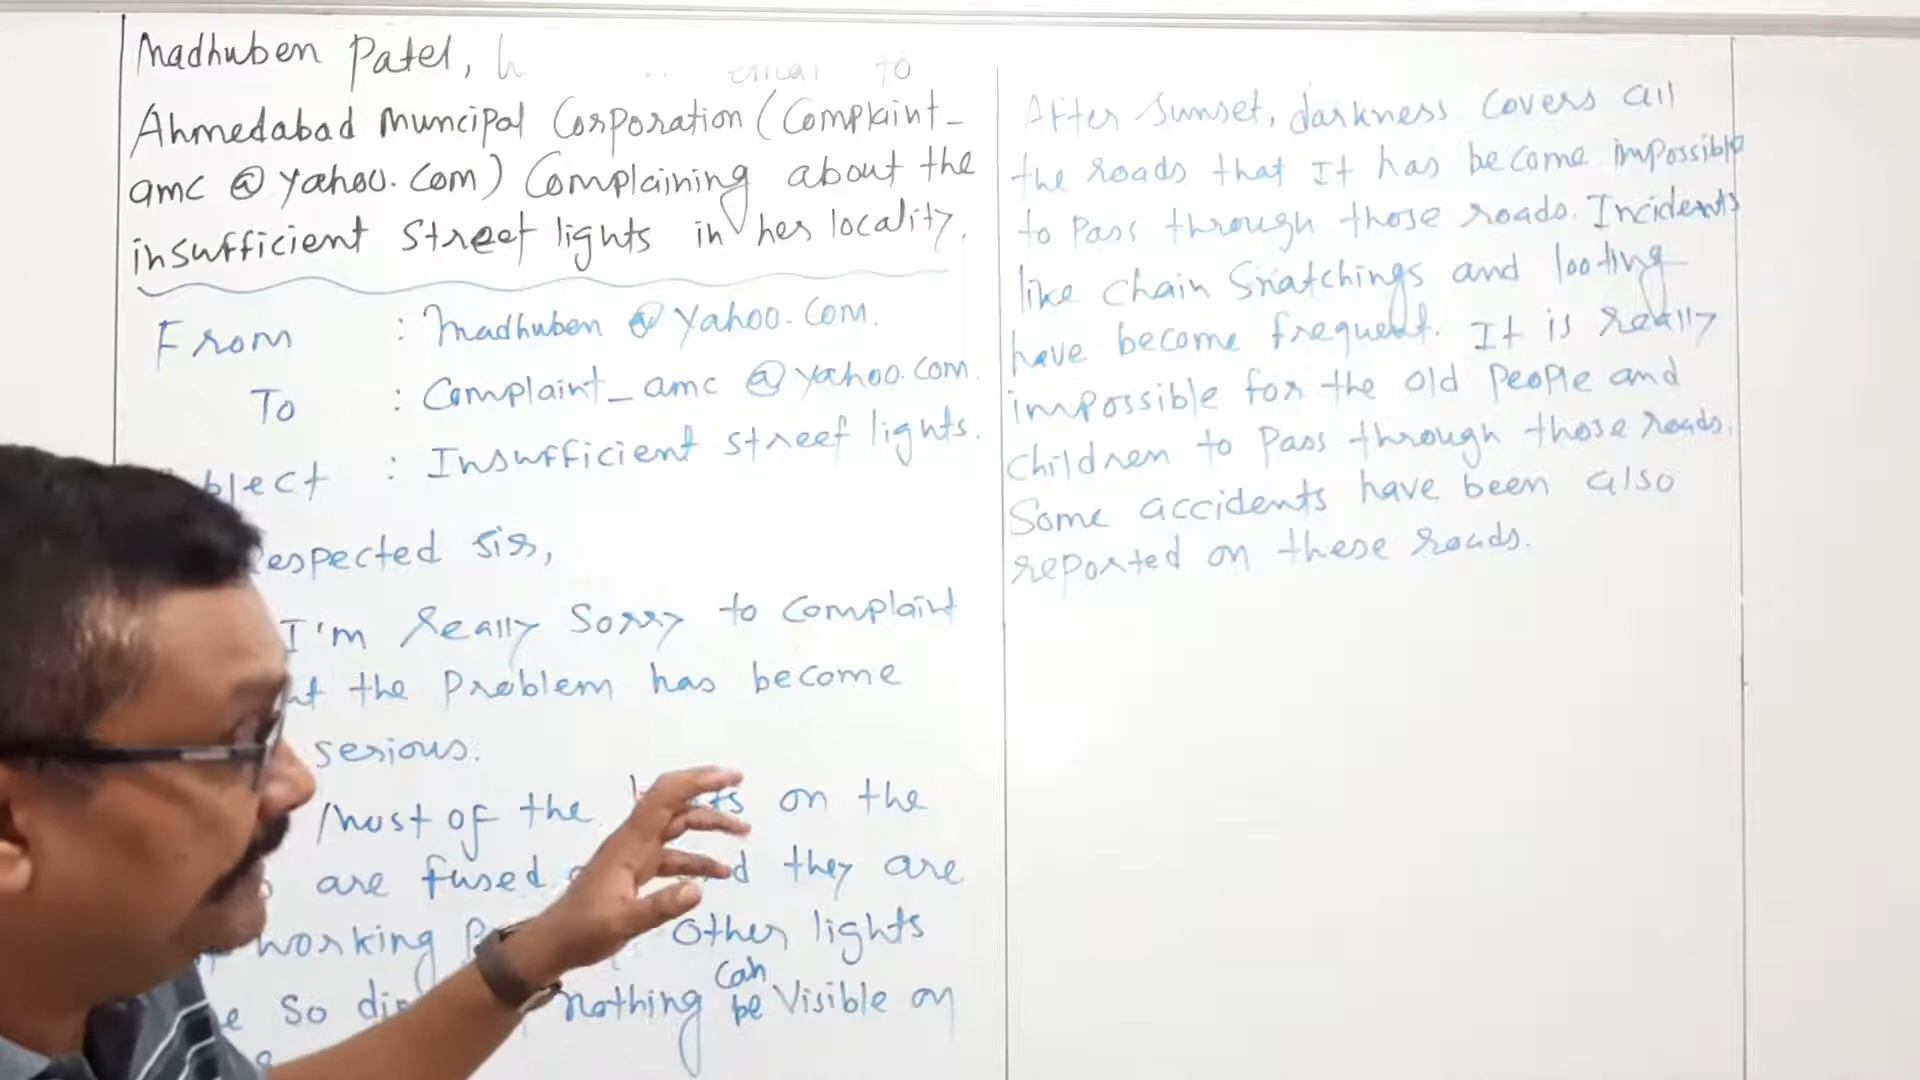 Madhuben Patel,
TO
Ahmedabad Muncipal Corporation (Complaint_
amc @ yahoo.com) Complaining about the
insufficient street lights in her locality.
From : madhuben @ yahoo.com.
To : Complaint_amc @ yahoo.com.
: Insufficient street lights.
sir,
I'm really sorry to complaint
the problem has become
serious.
Most of the on the
are fused they are
working other lights
can
so nothing be visible on
After sunset, darkness covers all
the roads that It has become impossible
to pass through those roads. Incidents
like chain snatchings and looting
have become frequent. It is really
impossible for the old people and
children to pass through those roads.
Some accidents have been also
reported on these roads.